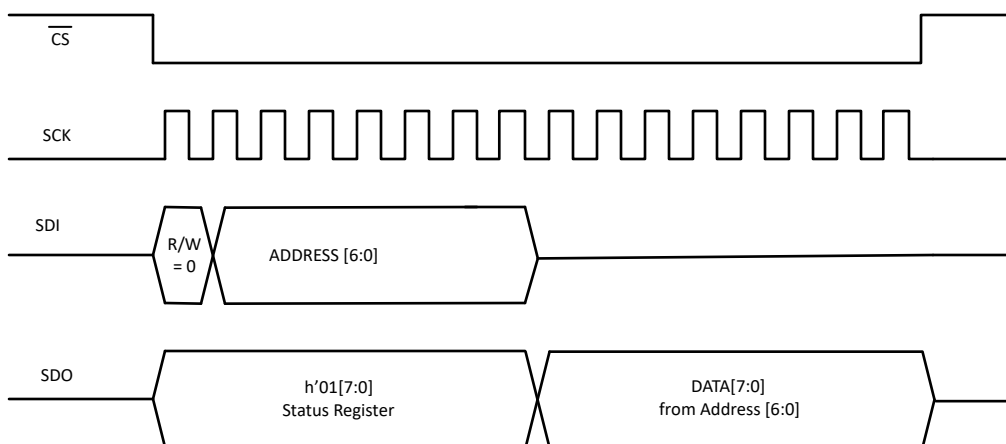 CS
SCK
SDI
R/W
= 0
ADDRESS [6:0]
SDO
h’01[7:0]
Status Register
DATA[7:0]
from Address [6:0]